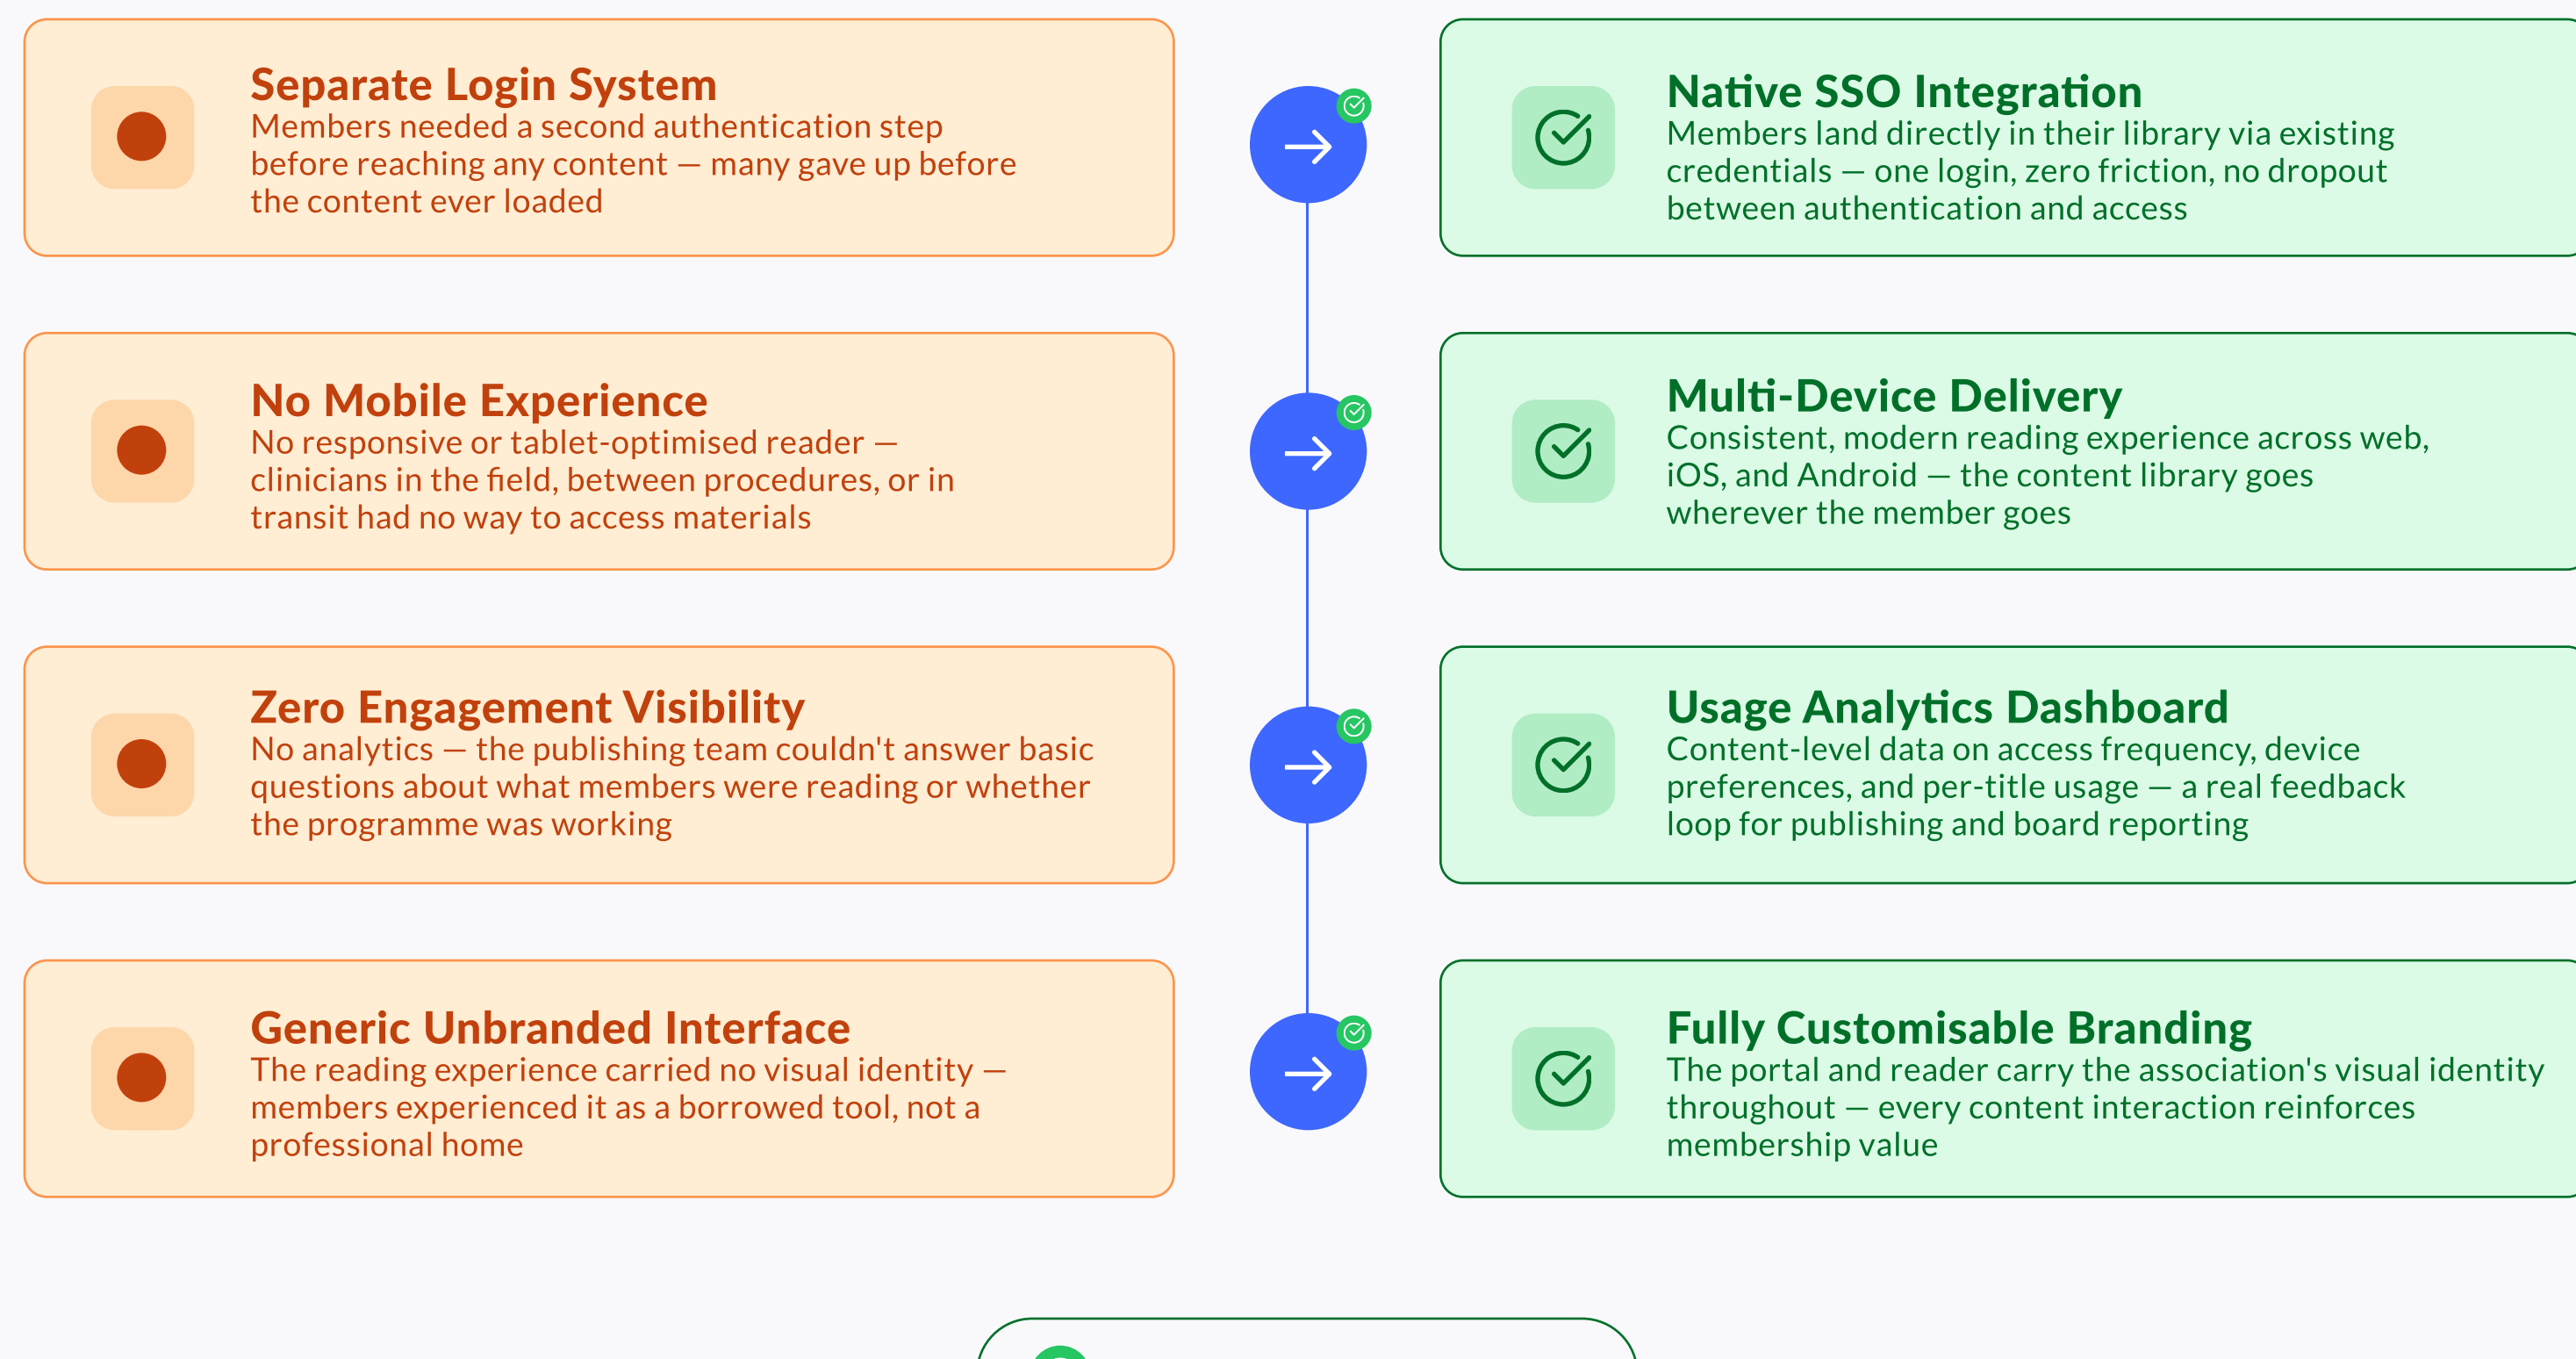 Separate Login System
Members needed a second authentication step
before reaching any content — many gave up before
the content ever loaded
Native SSO Integration
Members land directly in their library via existing
credentials — one login, zero friction, no dropout
between authentication and access
No Mobile Experience
No responsive or tablet-optimised reader —
clinicians in the field, between procedures, or in
transit had no way to access materials
Multi-Device Delivery
Consistent, modern reading experience across web,
iOS, and Android — the content library goes
wherever the member goes
Zero Engagement Visibility
No analytics — the publishing team couldn't answer basic
questions about what members were reading or whether
the programme was working
Usage Analytics Dashboard
Content-level data on access frequency, device
preferences, and per-title usage — a real feedback
loop for publishing and board reporting
Generic Unbranded Interface
The reading experience carried no visual identity —
members experienced it as a borrowed tool, not a
professional home
Fully Customisable Branding
The portal and reader carry the association's visual identity
throughout — every content interaction reinforces
membership value